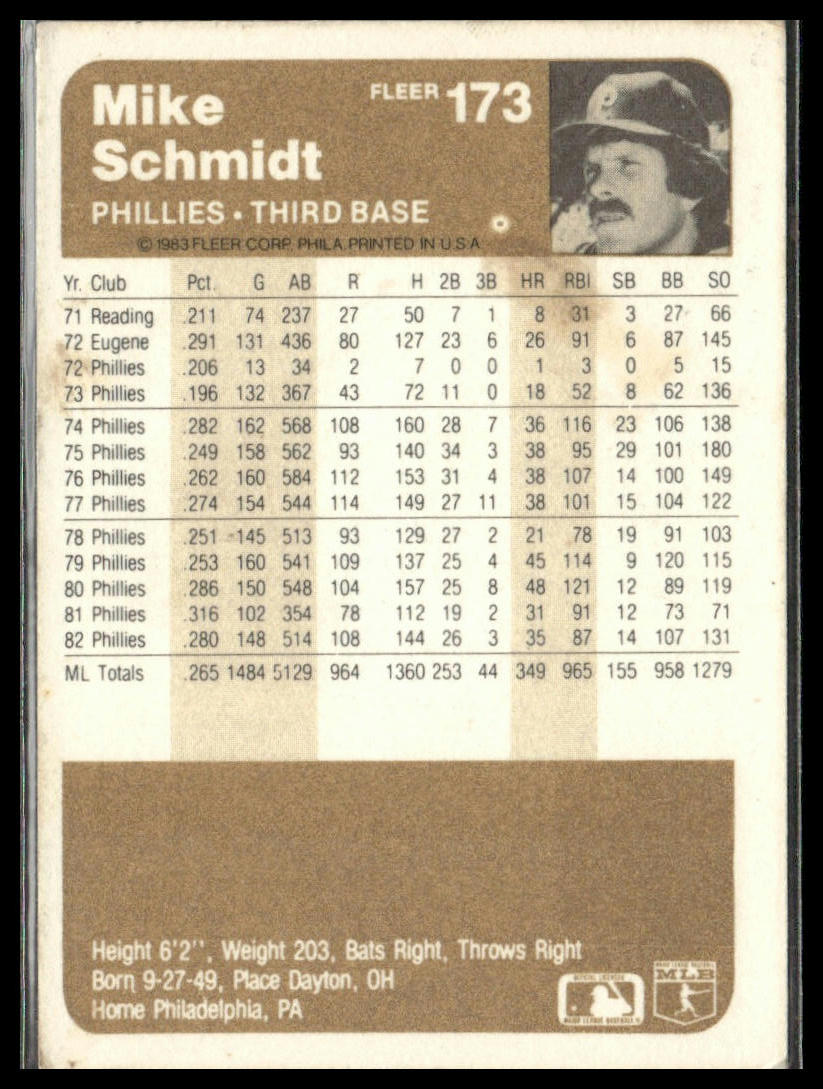 Mike
Schmidt
FLEER 173
PHILLIES • THIRD BASE
© 1983 FLEER CORP. PHILA. PRINTED IN U.S.A.
Yr. Club Pct. G AB R H 2B 3B HR RBI SB BB SO
71 Reading .211 74 237 27 50 7 1 8 31 3 27 66
72 Eugene .291 131 436 80 127 23 6 26 91 6 87 145
72 Phillies .206 13 34 2 7 0 0 1 3 0 5 15
73 Phillies .196 132 367 43 72 11 0 18 52 8 62 136
74 Phillies .282 162 568 108 160 28 7 36 116 23 106 138
75 Phillies .249 158 562 93 140 34 3 38 95 29 101 180
76 Phillies .262 160 584 112 153 31 4 38 107 14 100 149
77 Phillies .274 154 544 114 149 27 11 38 101 15 104 122
78 Phillies .251 145 513 93 129 27 2 21 78 19 91 103
79 Phillies .253 160 541 109 137 25 4 45 114 9 120 115
80 Phillies .286 150 548 104 157 25 8 48 121 12 89 119
81 Phillies .316 102 354 78 112 19 2 31 91 12 73 71
82 Phillies .280 148 514 108 144 26 3 35 87 14 107 131
ML Totals .265 1484 5129 964 1360 253 44 349 965 155 958 1279
Height 6'2'', Weight 203, Bats Right, Throws Right
Born 9-27-49, Place Dayton, OH
Home Philadelphia, PA
OFFICIAL LICENSEE
MAJOR LEAGUE BASEBALL
MAJOR LEAGUE BASEBALL
MLB